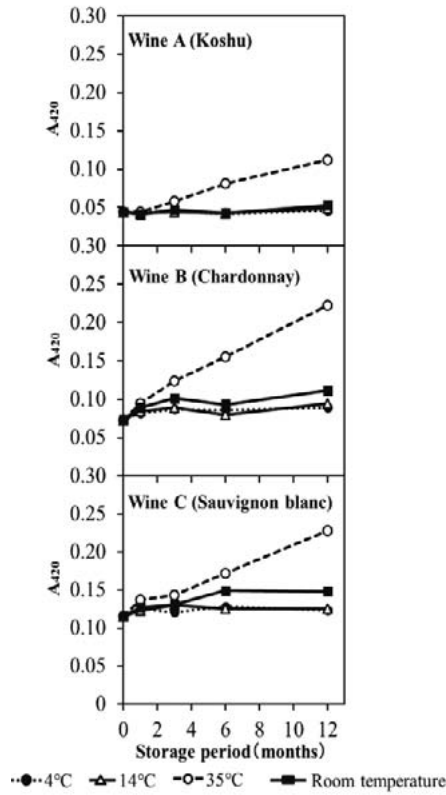 0.30
Wine A (Koshu)
0.25
0.20
A420
0.15
0.10
0.05
0.30
Wine B (Chardonnay)
0.25
0.20
A420
0.15
0.10
0.05
0.30
Wine C (Sauvignon blanc)
0.25
0.20
A420
0.15
0.10
0.05
0
0 2 4 6 8 10 12
Storage period(months)
4℃ 14℃ 35℃ Room temperature